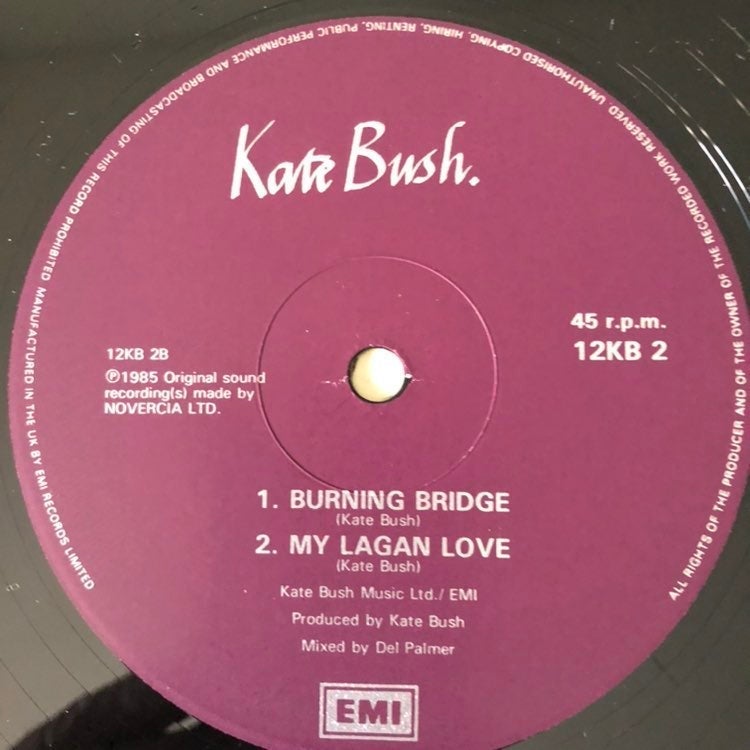 Kate Bush.
45 r.p.m.
12KB 2
12KB 2B
℗1985 Original sound
recording(s) made by
NOVERCIA LTD.
1. BURNING BRIDGE
(Kate Bush)
2. MY LAGAN LOVE
(Kate Bush)
Kate Bush Music Ltd./ EMI
Produced by Kate Bush
Mixed by Del Palmer
EMI
ALL RIGHTS OF THE PRODUCER AND OF THE OWNER OF THE RECORDED WORK RESERVED. UNAUTHORISED COPYING, HIRING, RENTING, PUBLIC PERFORMANCE AND BROADCASTING OF THIS RECORD PROHIBITED. MANUFACTURED IN THE UK BY EMI RECORDS LIMITED